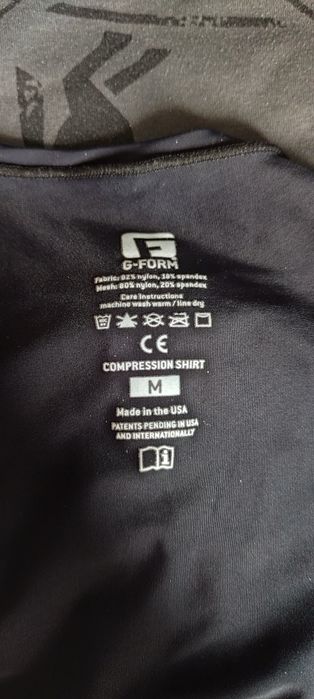 G-FORM
Fabric: 82% nylon, 18% spandex
Mesh: 80% nylon, 20% spandex
Care Instructions
machine wash warm / line dry
CE
COMPRESSION SHIRT
M
Made in the USA
PATENTS PENDING IN USA
AND INTERNATIONALLY
i